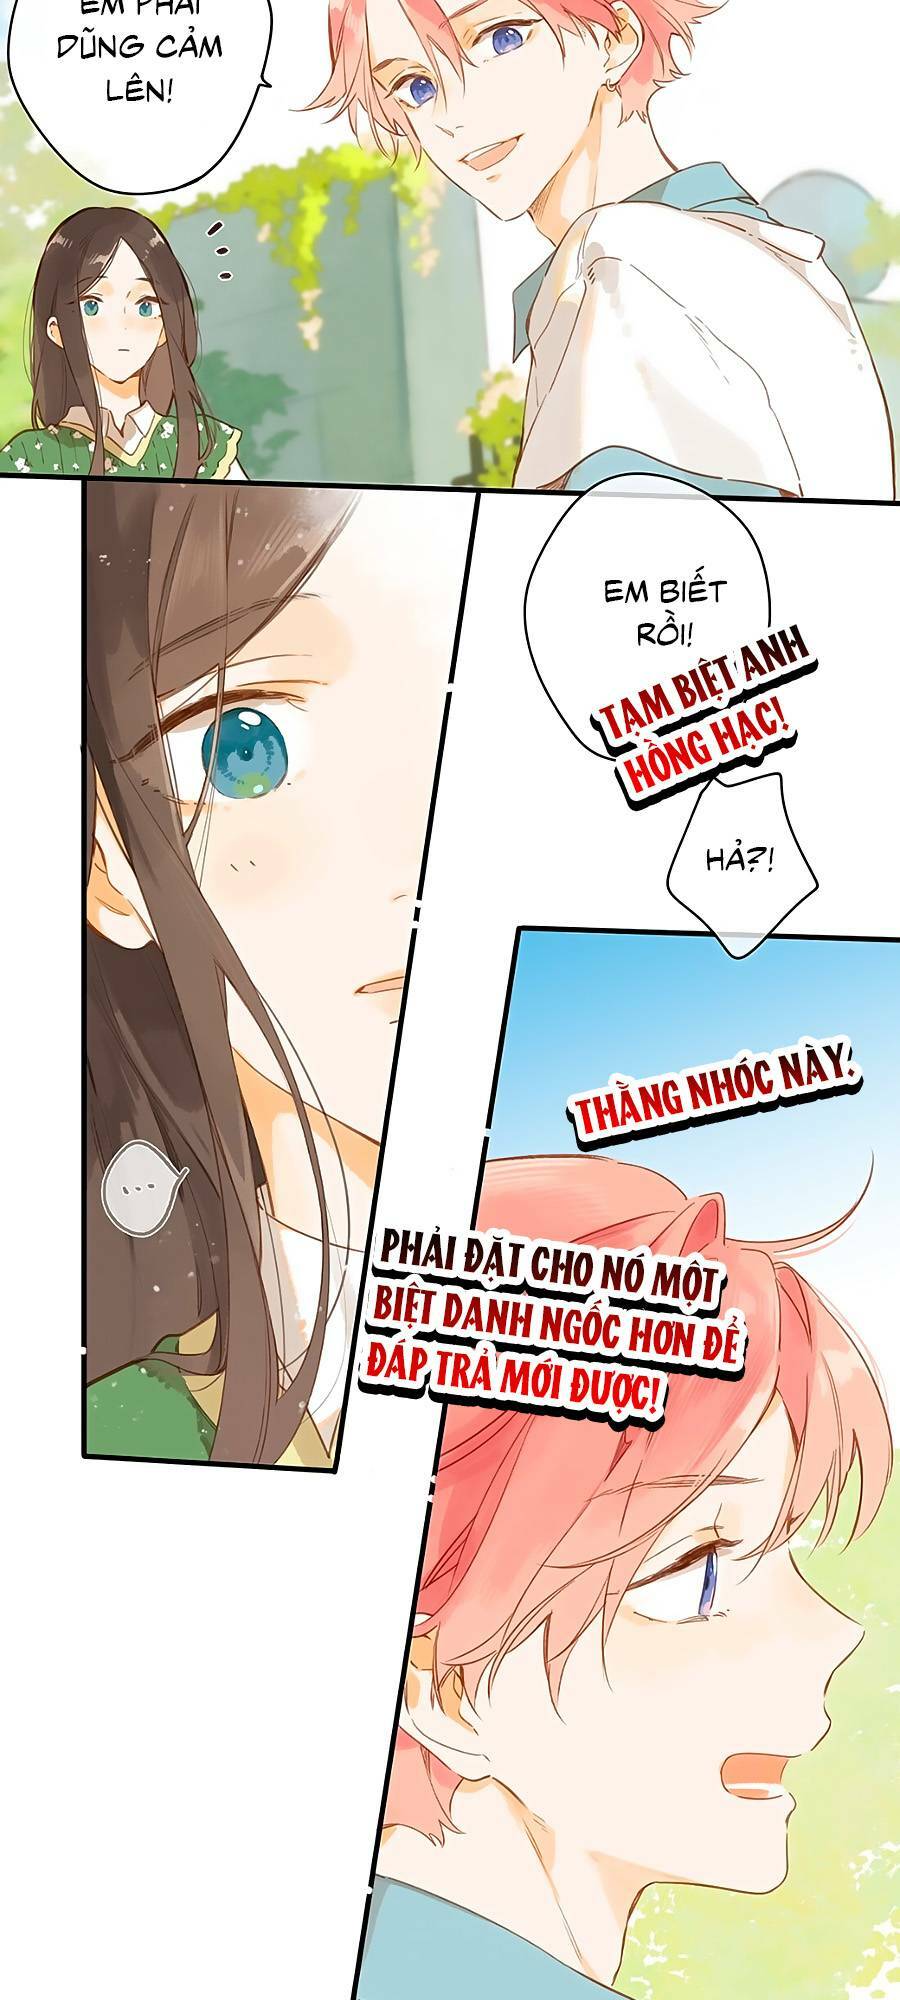 EM PHẢI
DŨNG CẢM
LÊN!
EM BIẾT
RỒI!
TẠM BIỆT ANH
HỒNG HẠC!
HẢ?!
THẰNG NHÓC NÀY.
...
PHẢI ĐẶT CHO NÓ MỘT
BIỆT DANH NGỐC HƠN ĐỂ
ĐÁP TRẢ MỚI ĐƯỢC!